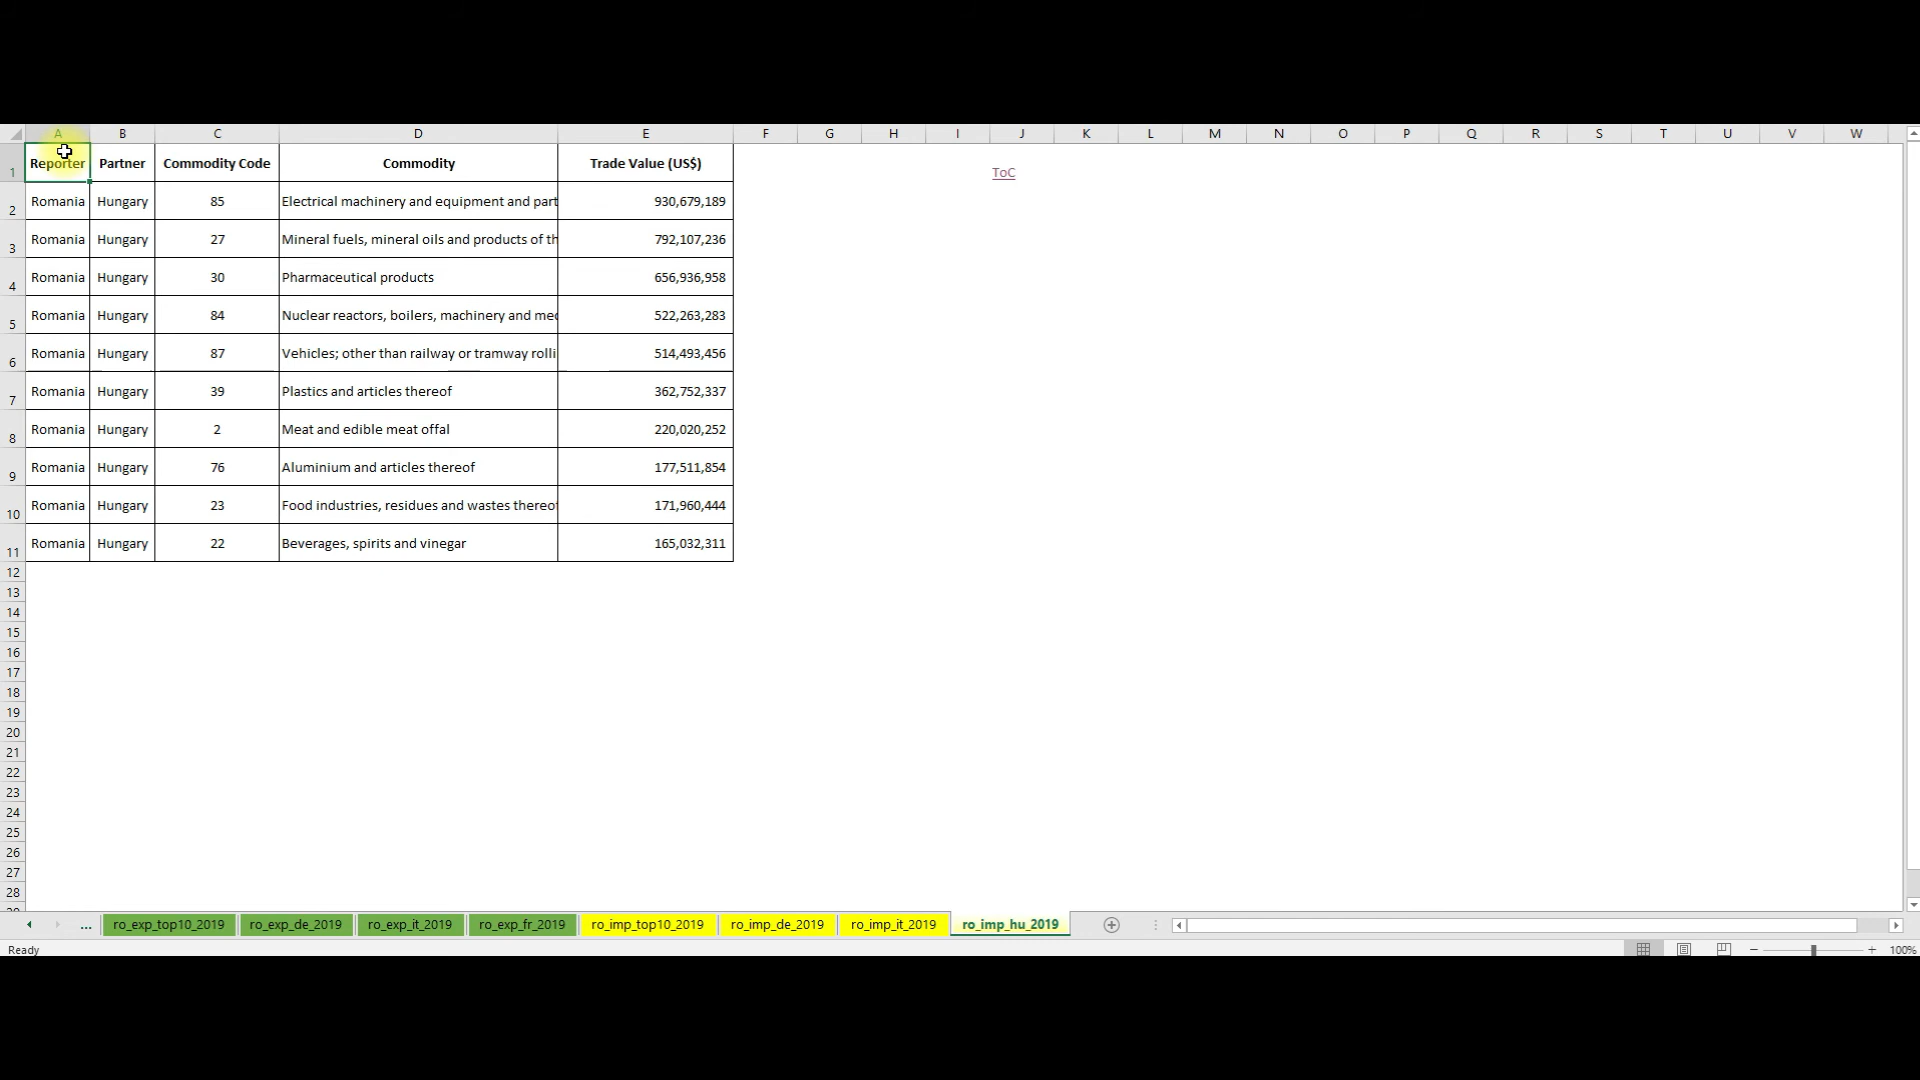 A B C D E F G H I J K L M N O P Q R S T U V W
1 Reporter Partner Commodity Code Commodity Trade Value (US$) ToC
2 Romania Hungary 85 Electrical machinery and equipment and part 930,679,189
3 Romania Hungary 27 Mineral fuels, mineral oils and products of th 792,107,236
4 Romania Hungary 30 Pharmaceutical products 656,936,958
5 Romania Hungary 84 Nuclear reactors, boilers, machinery and mec 522,263,283
6 Romania Hungary 87 Vehicles; other than railway or tramway rolli 514,493,456
7 Romania Hungary 39 Plastics and articles thereof 362,752,337
8 Romania Hungary 2 Meat and edible meat offal 220,020,252
9 Romania Hungary 76 Aluminium and articles thereof 177,511,854
10 Romania Hungary 23 Food industries, residues and wastes thereof 171,960,444
11 Romania Hungary 22 Beverages, spirits and vinegar 165,032,311
12
13
14
15
16
17
18
19
20
21
22
23
24
25
26
27
28
... ro_exp_top10_2019 ro_exp_de_2019 ro_exp_it_2019 ro_exp_fr_2019 ro_imp_top10_2019 ro_imp_de_2019 ro_imp_it_2019 ro_imp_hu_2019
Ready 100%